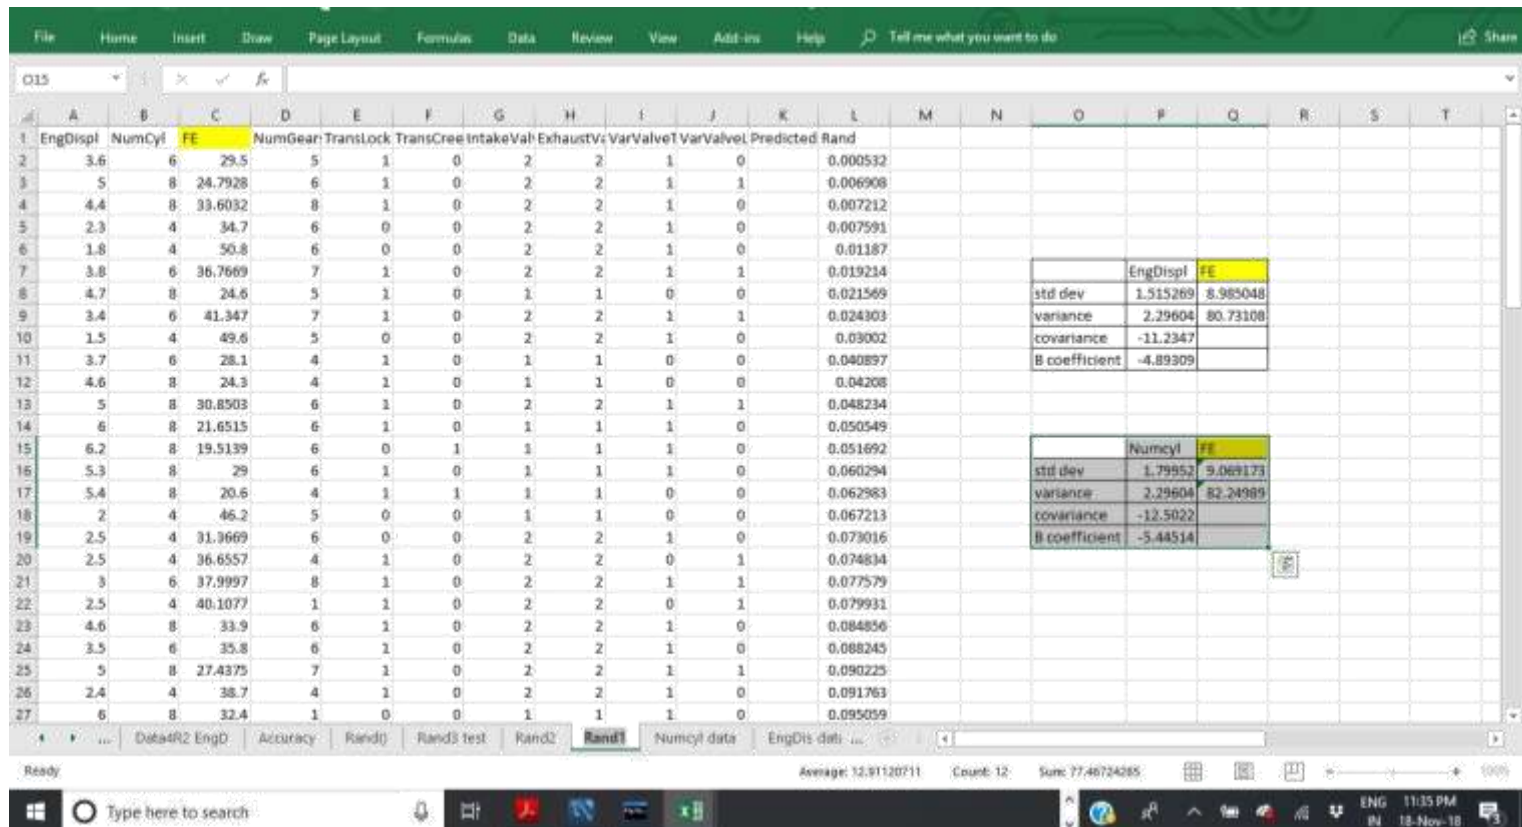 File Home Insert Draw Page Layout Formulas Data Review View Add-ins Help Tell me what you want to do Share
O15 fx
A B C D E F G H I J K L M N O P Q R S T
1 EngDispl NumCyl FE NumGear TransLock TransCree IntakeVal ExhaustVa VarValveT VarValveL Predicted Rand
2 3.6 6 29.5 5 1 0 2 2 1 0 0.000532
3 5 8 24.7928 6 1 0 2 2 1 1 0.006908
4 4.4 8 33.6032 8 1 0 2 2 1 0 0.007212
5 2.3 4 34.7 6 0 0 2 2 1 0 0.007591
6 1.8 4 50.8 6 0 0 2 2 1 0 0.01187
7 3.8 6 36.7669 7 1 0 2 2 1 1 0.019214 EngDispl FE
8 4.7 8 24.6 5 1 0 1 1 0 0 0.021569 std dev 1.515269 8.985048
9 3.4 6 41.347 7 1 0 2 2 1 1 0.024303 variance 2.29604 80.73108
10 1.5 4 49.6 5 0 0 2 2 1 0 0.03002 covariance -11.2347
11 3.7 6 28.1 4 1 0 1 1 0 0 0.040897 B coefficient -4.89309
12 4.6 8 24.3 4 1 0 1 1 0 0 0.04208
13 5 8 30.8503 6 1 0 2 2 1 1 0.048234
14 6 8 21.6515 6 1 0 1 1 1 0 0.050549
15 6.2 8 19.5139 6 0 1 1 1 1 0 0.051692 Numcyl FE
16 5.3 8 29 6 1 0 1 1 1 0 0.060294 std dev 1.79952 9.069173
17 5.4 8 20.6 4 1 1 1 1 0 0 0.062983 variance 2.29604 82.24989
18 2 4 46.2 5 0 0 1 1 0 0 0.067213 covariance -12.5022
19 2.5 4 31.3669 6 0 0 2 2 1 0 0.073016 B coefficient -5.44514
20 2.5 4 36.6557 4 1 0 2 2 0 1 0.074834
21 3 6 37.9997 8 1 0 2 2 1 1 0.077579
22 2.5 4 40.1077 1 1 0 2 2 0 1 0.079931
23 4.6 8 33.9 6 1 0 2 2 1 0 0.084856
24 3.5 6 35.8 6 1 0 2 2 1 0 0.088245
25 5 8 27.4375 7 1 0 2 2 1 1 0.090225
26 2.4 4 38.7 4 1 0 2 2 1 0 0.091763
27 6 8 32.4 1 0 0 1 1 1 0 0.095059
... Data4R2 EngD Accuracy Rand() Rand3 test Rand2 Rand1 Numcyl data EngDis data ...
Ready Average: 12.91120711 Count: 12 Sum: 77.46724265 100%
Type here to search ENG 11:35 PM
IN 18-Nov-18